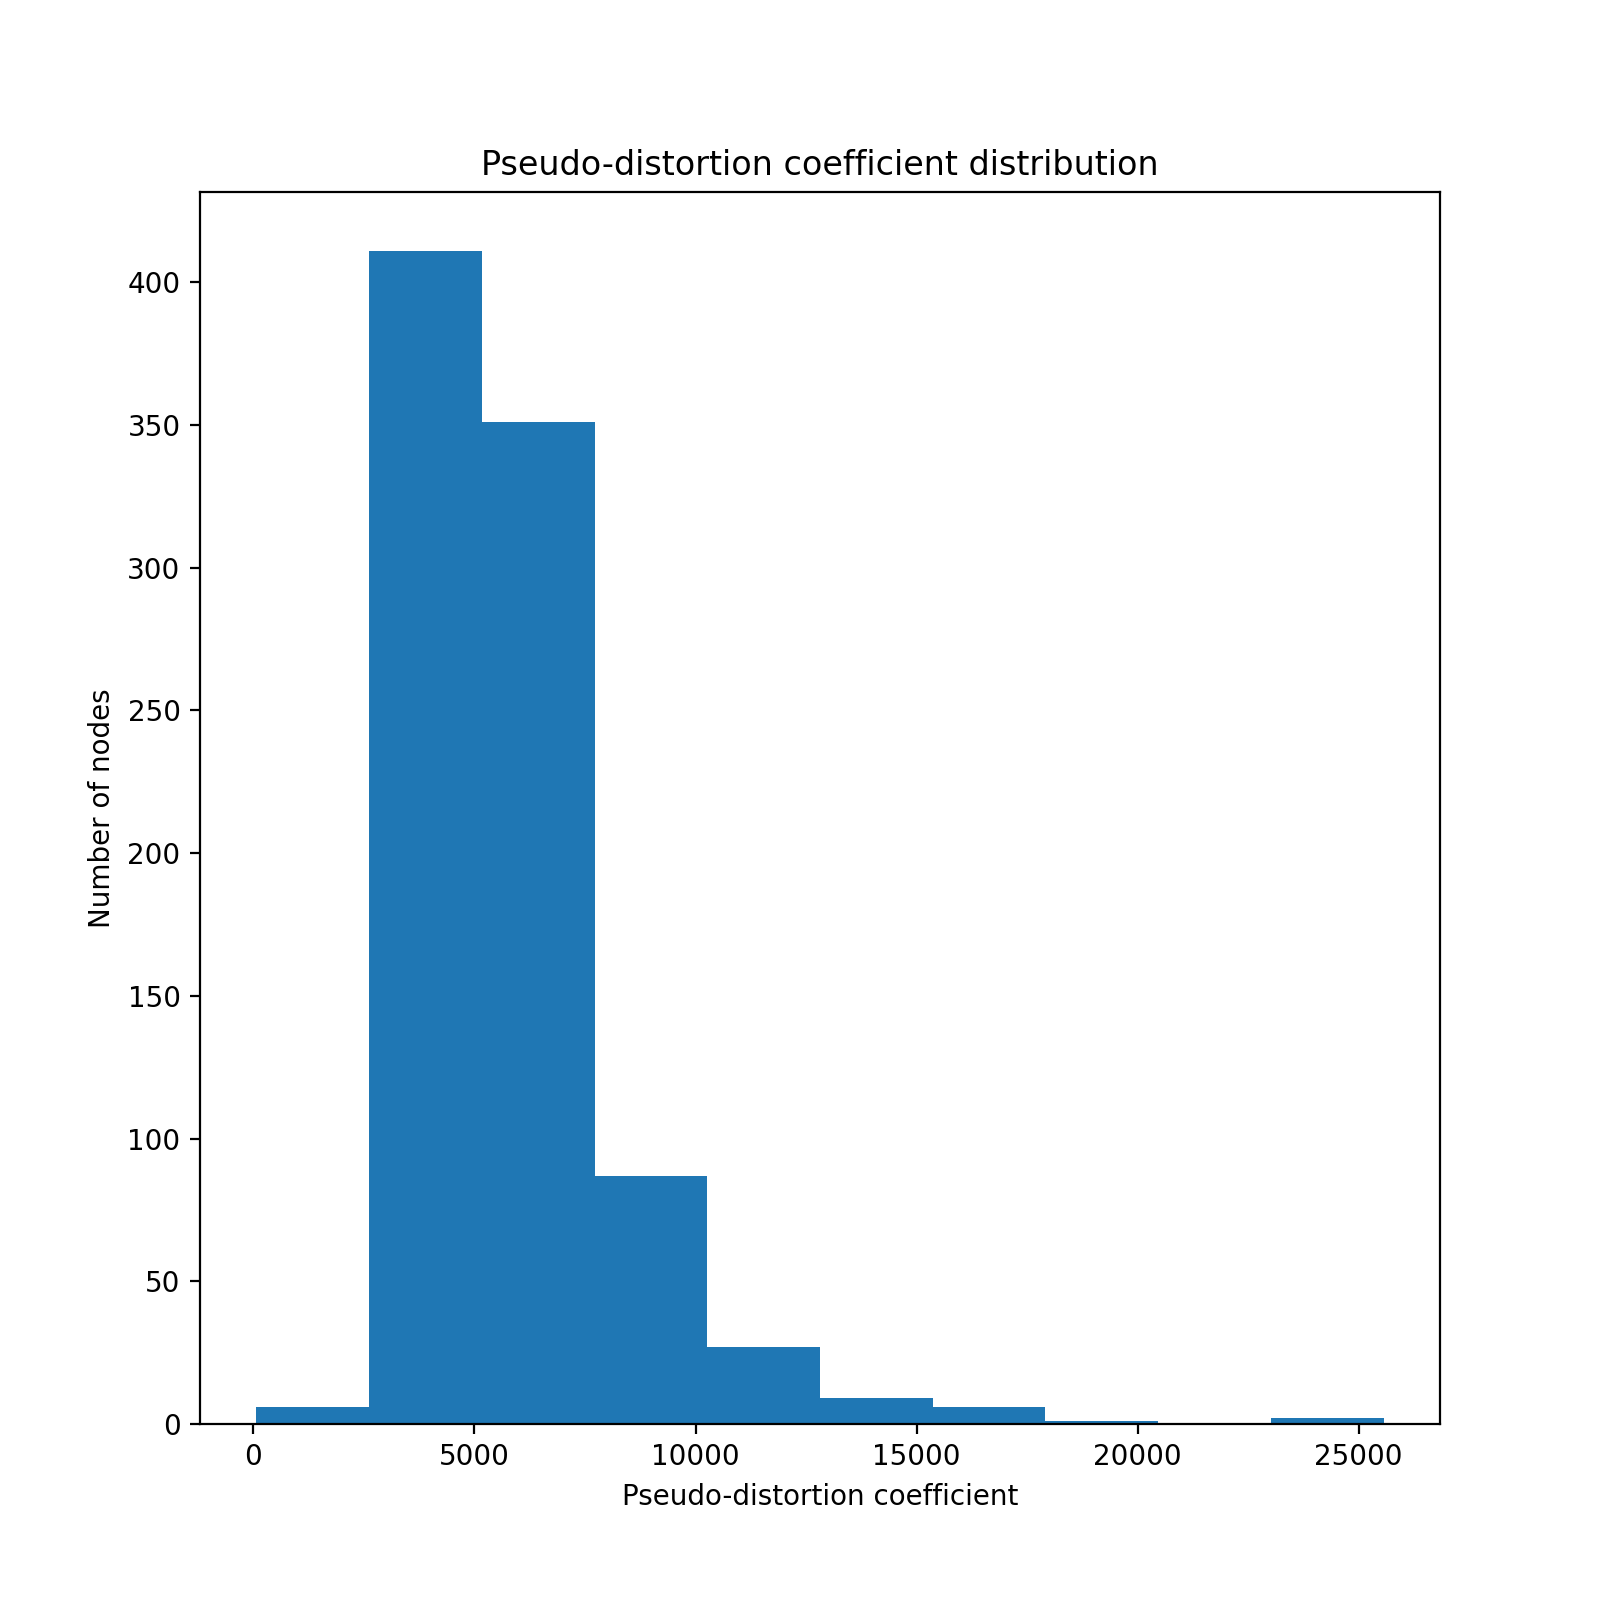 Pseudo-distortion coefficient distribution
400
350
300
250
200
150
100
50
0
Number of nodes
0 5000 10000 15000 20000 25000
Pseudo-distortion coefficient